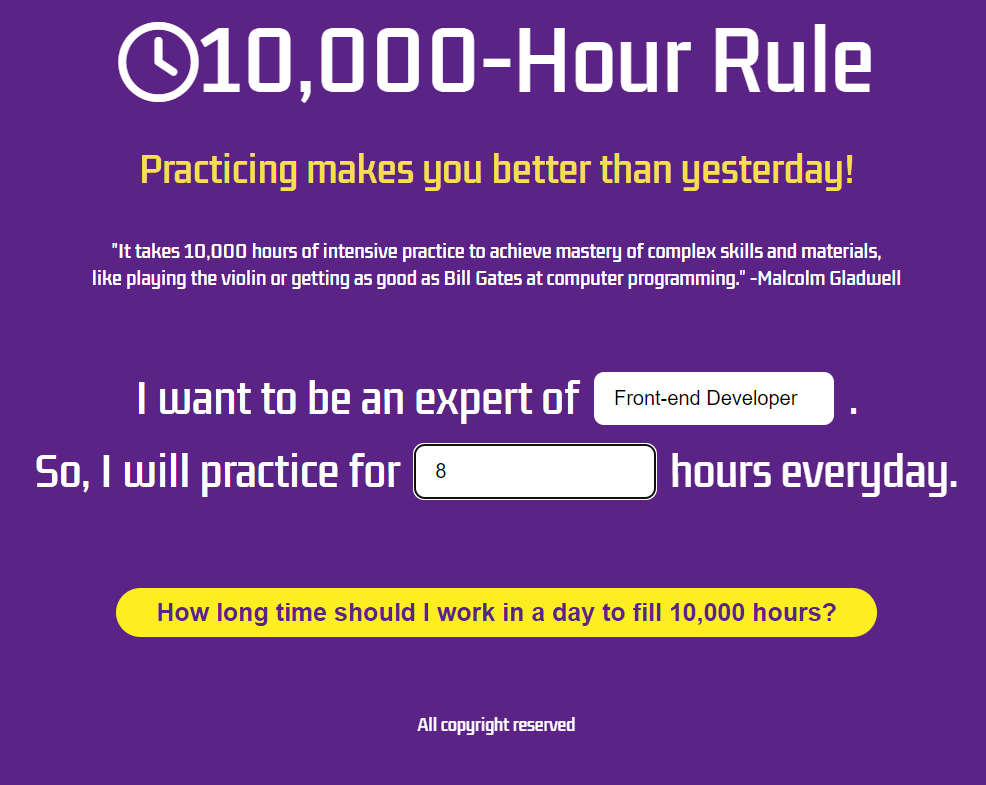 10,000-Hour Rule
Practicing makes you better than yesterday!
"It takes 10,000 hours of intensive practice to achieve mastery of complex skills and materials,
like playing the violin or getting as good as Bill Gates at computer programming." -Malcolm Gladwell
I want to be an expert of Front-end Developer .
So, I will practice for 8 hours everyday.
How long time should I work in a day to fill 10,000 hours?
All copyright reserved